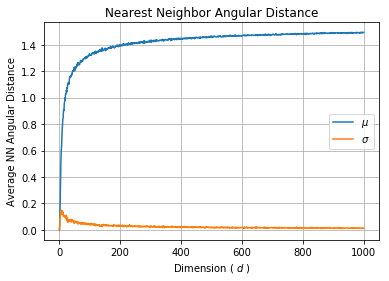 Nearest Neighbor Angular Distance
Average NN Angular Distance
1.4
1.2
1.0
0.8
0.6
0.4
0.2
0.0
μ
σ
0 200 400 600 800 1000
Dimension ( d )